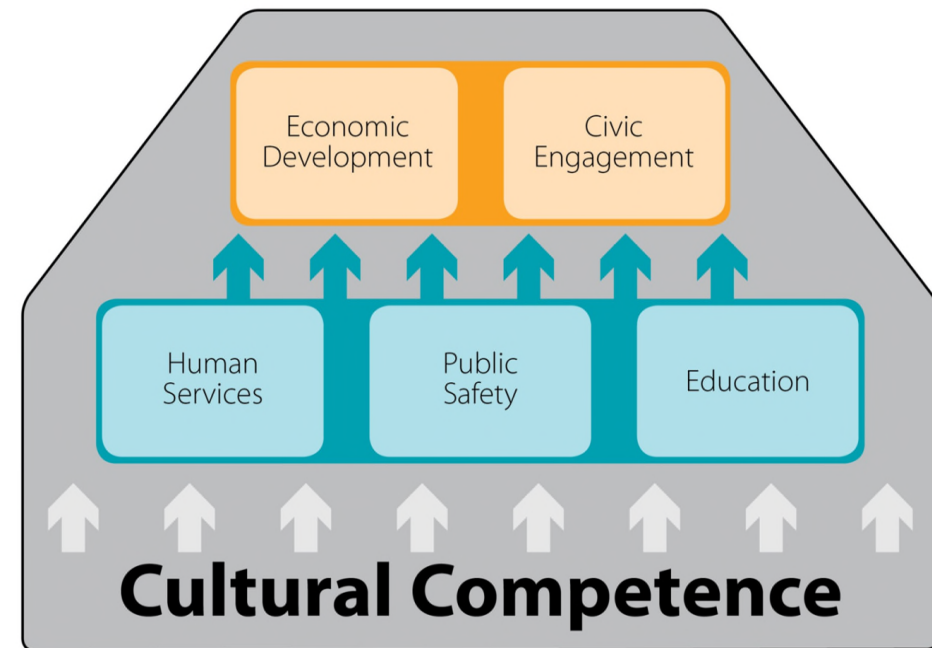 Economic
Development
Civic
Engagement
Human
Services
Public
Safety
Education
Cultural Competence